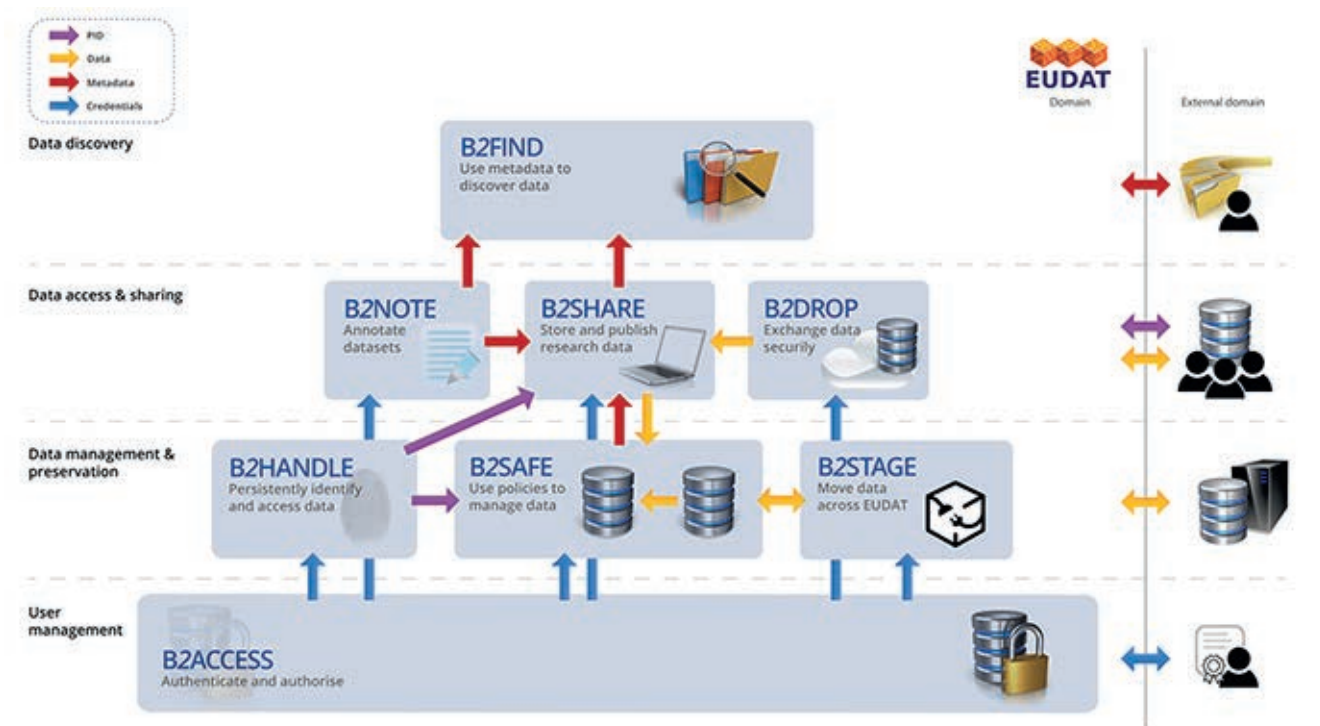 PID
Data
Metadata
Credentials
EUDAT
Domain
External domain
Data discovery
B2FIND
Use metadata to
discover data
Data access & sharing
B2NOTE
Annotate
datasets
B2SHARE
Store and publish
research data
B2DROP
Exchange data
security
Data management &
preservation
B2HANDLE
Persistently identify
and access data
B2SAFE
Use policies to
manage data
B2STAGE
Move data
across EUDAT
User
management
B2ACCESS
Authenticate and authorise